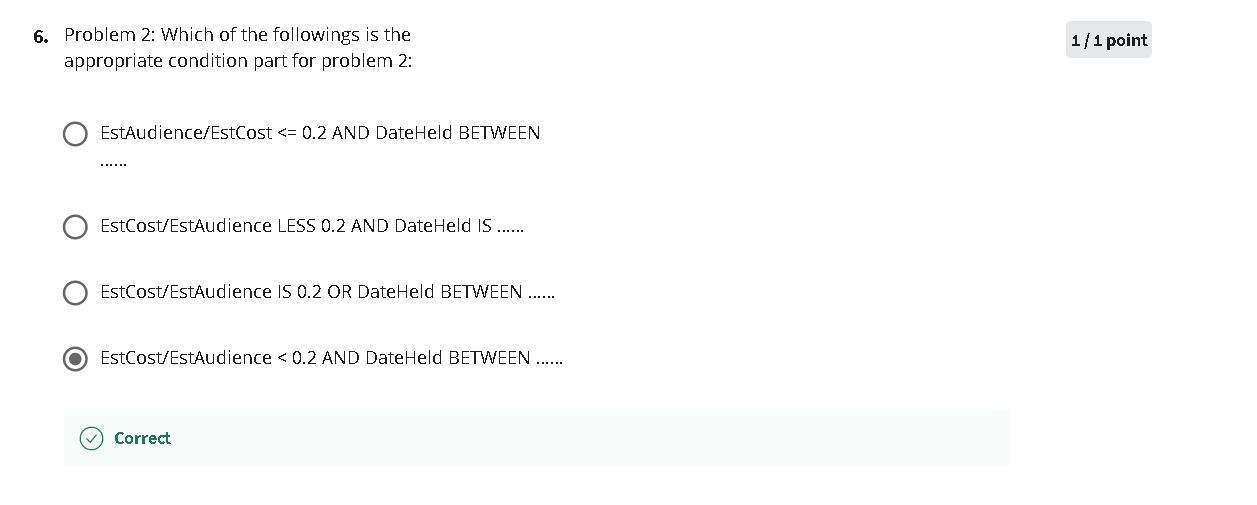 6. Problem 2: Which of the followings is the
appropriate condition part for problem 2:
1 / 1 point
EstAudience/EstCost <= 0.2 AND DateHeld BETWEEN
......
EstCost/EstAudience LESS 0.2 AND DateHeld IS ......
EstCost/EstAudience IS 0.2 OR DateHeld BETWEEN ......
EstCost/EstAudience < 0.2 AND DateHeld BETWEEN ......
Correct